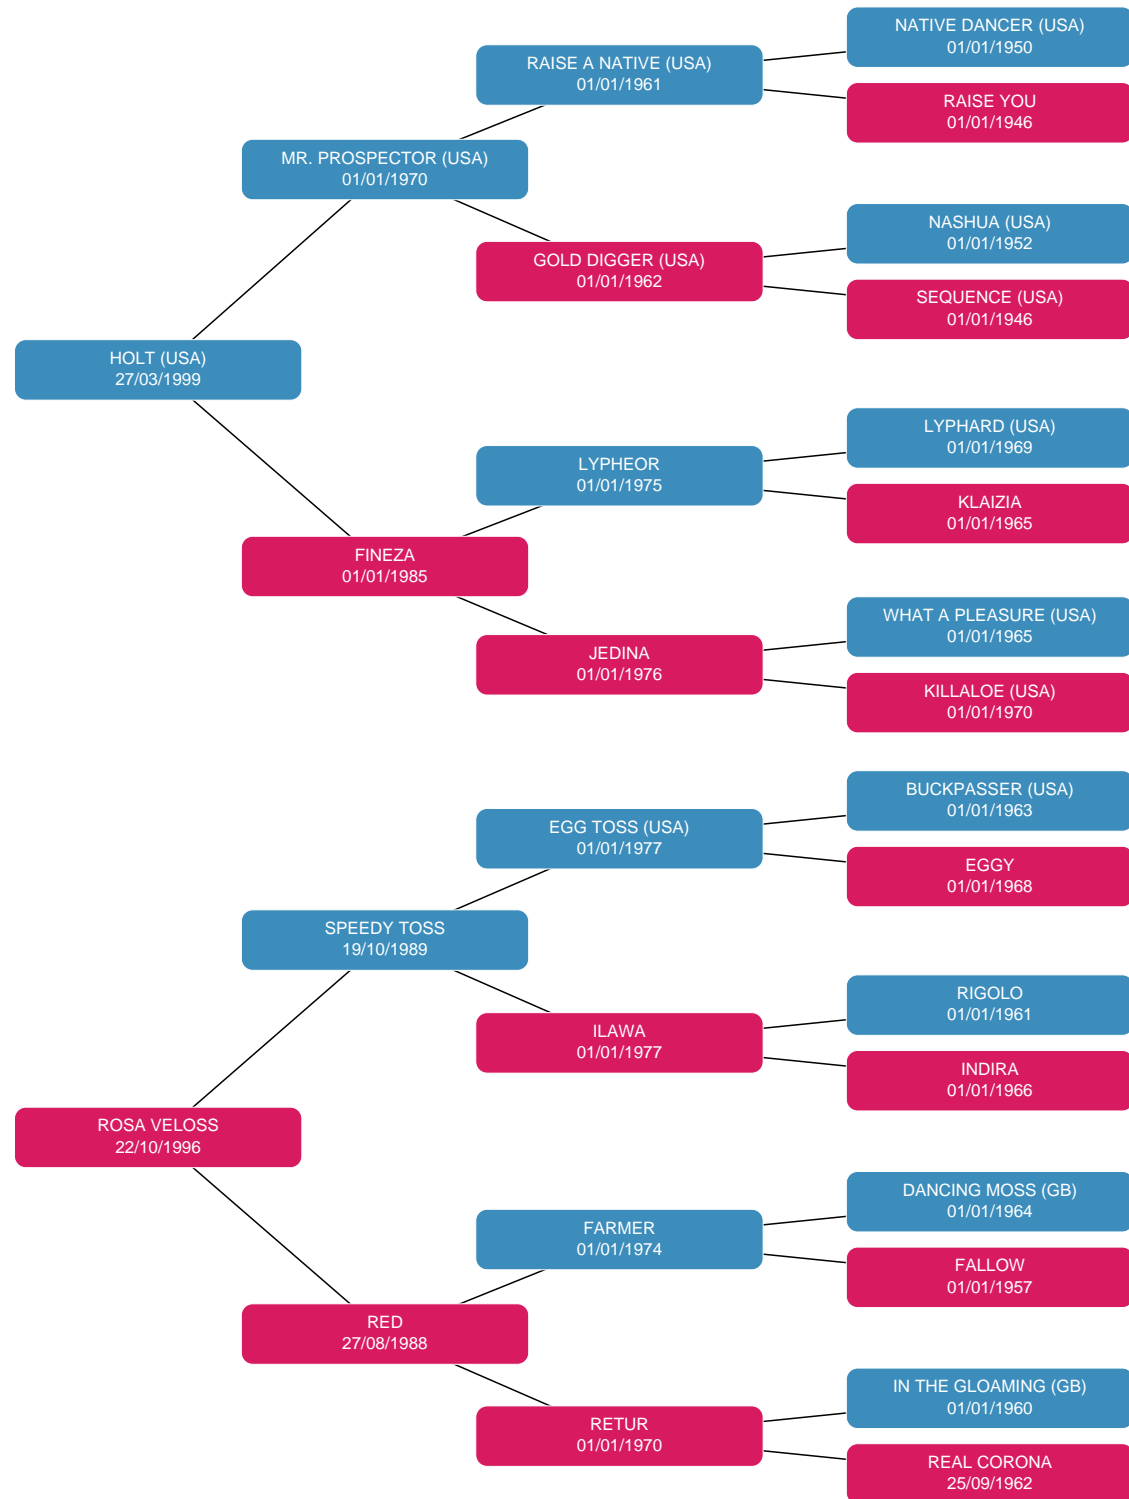 NATIVE DANCER (USA)
01/01/1950
RAISE A NATIVE (USA)
01/01/1961
RAISE YOU
01/01/1946
MR. PROSPECTOR (USA)
01/01/1970
NASHUA (USA)
01/01/1952
GOLD DIGGER (USA)
01/01/1962
SEQUENCE (USA)
01/01/1946
HOLT (USA)
27/03/1999
LYPHARD (USA)
01/01/1969
LYPHEOR
01/01/1975
KLAIZIA
01/01/1965
FINEZA
01/01/1985
WHAT A PLEASURE (USA)
01/01/1965
JEDINA
01/01/1976
KILLALOE (USA)
01/01/1970
BUCKPASSER (USA)
01/01/1963
EGG TOSS (USA)
01/01/1977
EGGY
01/01/1968
SPEEDY TOSS
19/10/1989
RIGOLO
01/01/1961
ILAWA
01/01/1977
INDIRA
01/01/1966
ROSA VELOSS
22/10/1996
DANCING MOSS (GB)
01/01/1964
FARMER
01/01/1974
FALLOW
01/01/1957
RED
27/08/1988
IN THE GLOAMING (GB)
01/01/1960
RETUR
01/01/1970
REAL CORONA
25/09/1962